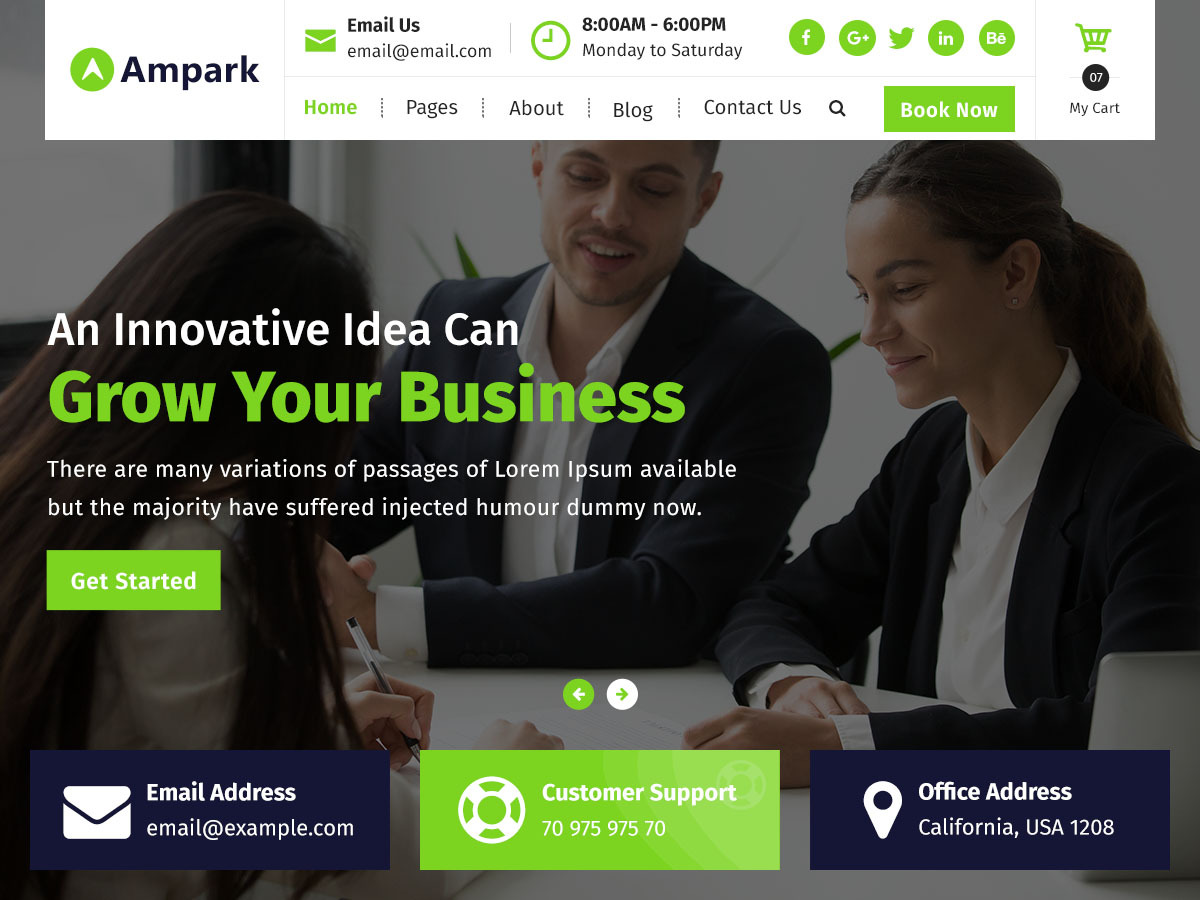 Ampark
Email Us
email@email.com
8:00AM - 6:00PM
Monday to Saturday
f
G+
in
Bē
07
My Cart
Home
Pages
About
Blog
Contact Us
Book Now
An Innovative Idea Can
Grow Your Business
There are many variations of passages of Lorem Ipsum available
but the majority have suffered injected humour dummy now.
Get Started
Email Address
email@example.com
Customer Support
70 975 975 70
Office Address
California, USA 1208